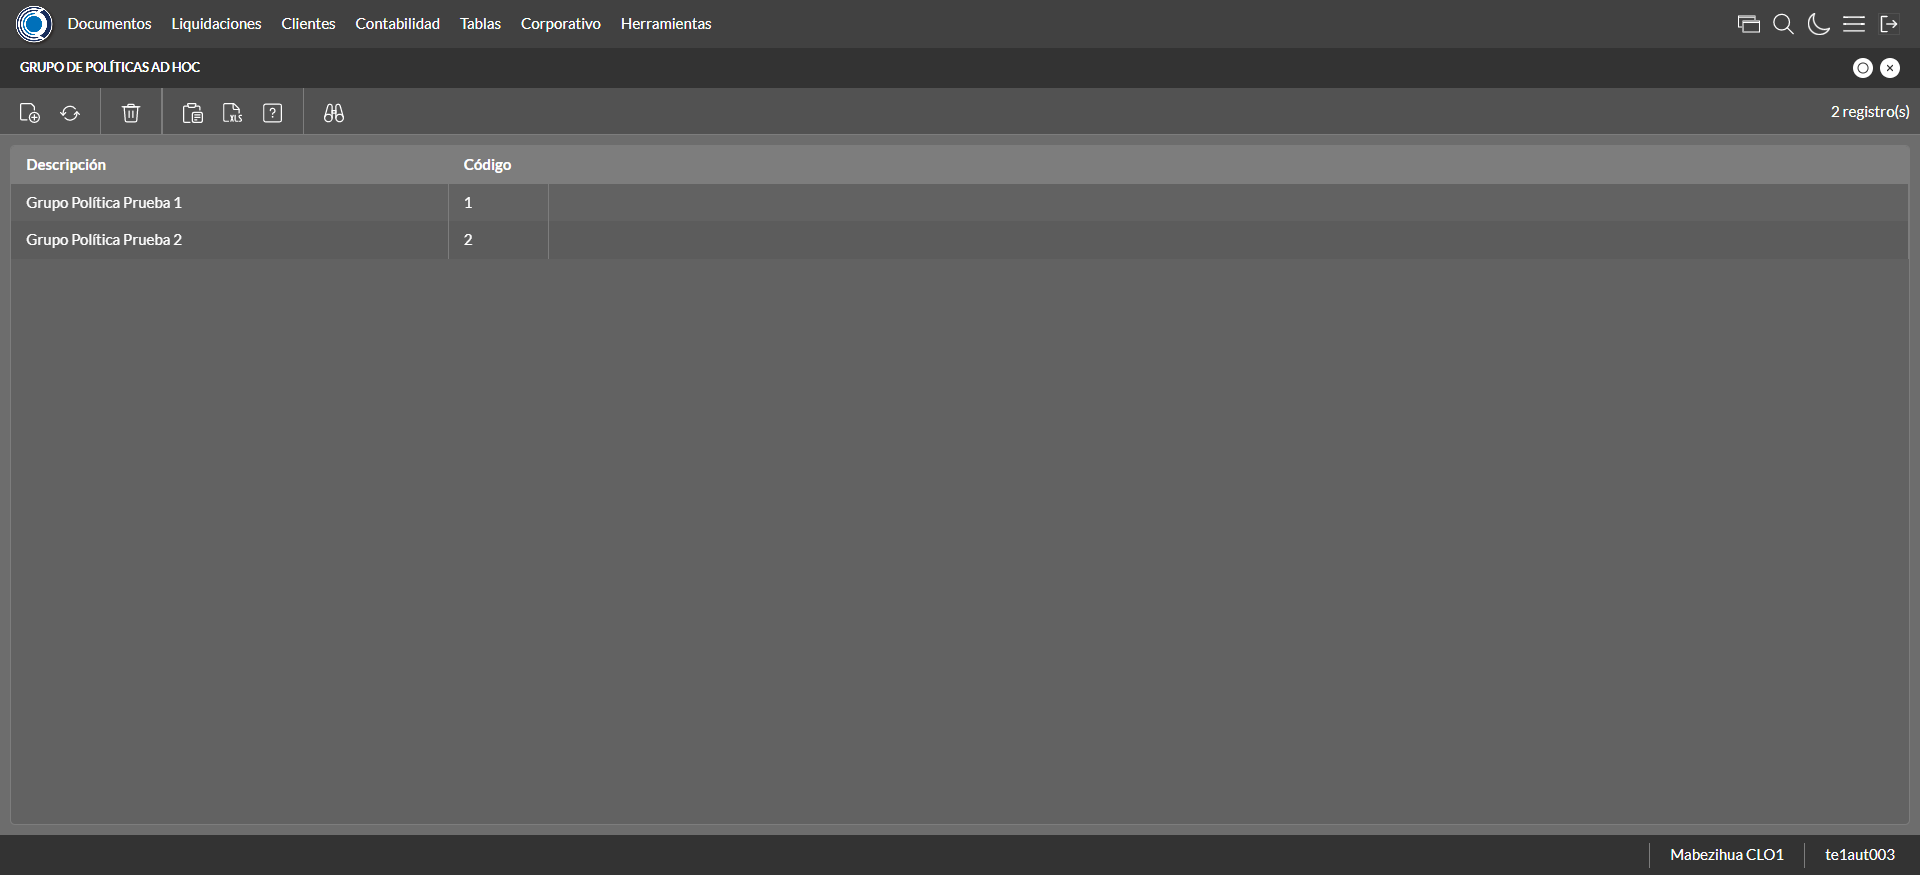 Documentos Liquidaciones Clientes Contabilidad Tablas Corporativo Herramientas
GRUPO DE POLÍTICAS AD HOC
XLS ? 2 registro(s)
Descripción Código
Grupo Política Prueba 1 1
Grupo Política Prueba 2 2
Mabezihua CLO1 te1aut003